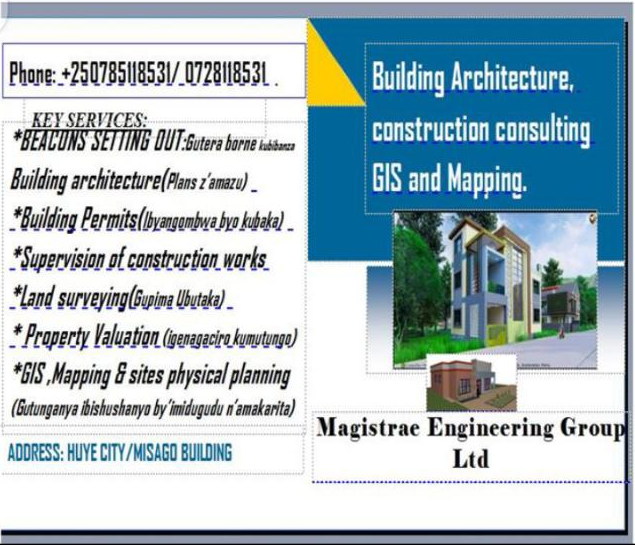 Phone: +250785118531/ 0728118531
KEY SERVICES:
*BEACONS SETTING OUT:Gutera borne kubibanza
Building architecture(Plans z'amazu)
*Building Permits(Ibyangombwa byo kubaka)
*Supervision of construction works
*Land surveying(Gupima Ubutaka)
* Property Valuation (igenagaciro kumutungo)
*GIS ,Mapping & sites physical planning
(Gutunganya ibishushanyo by'imidugudu n'amakarita)
ADDRESS: HUYE CITY/MISAGO BUILDING
Building Architecture,
construction consulting
GIS and Mapping.
Magistrae Engineering Group
Ltd